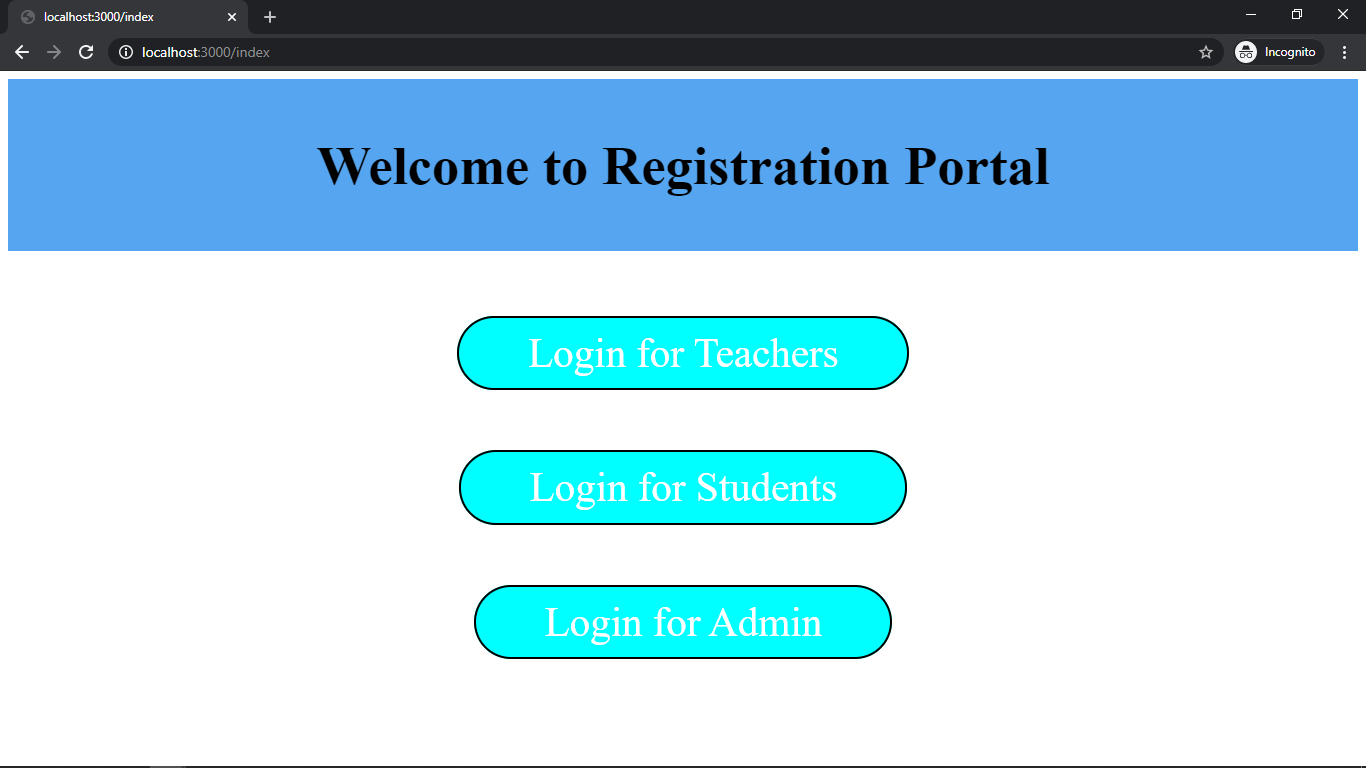 localhost:3000/index
localhost:3000/index
Incognito
Welcome to Registration Portal
Login for Teachers
Login for Students
Login for Admin